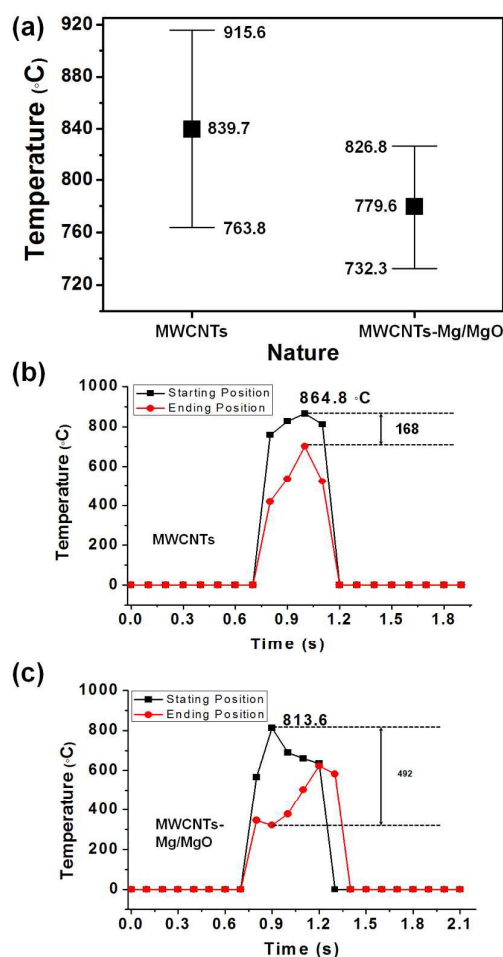 (a)
Temperature (◦C)
920
880
840
800
760
720
915.6
839.7
763.8
826.8
779.6
732.3
MWCNTs
MWCNTs-Mg/MgO
Nature
(b)
Temperature (◦C)
1000
800
600
400
200
0
Starting Position
Ending Position
864.8 ◦C
168
MWCNTs
0.0 0.3 0.6 0.9 1.2 1.5 1.8
Time (s)
(c)
Temperature (◦C)
1000
800
600
400
200
0
Stating Position
Ending Position
813.6
492
MWCNTs-
Mg/MgO
0.0 0.3 0.6 0.9 1.2 1.5 1.8 2.1
Time (s)